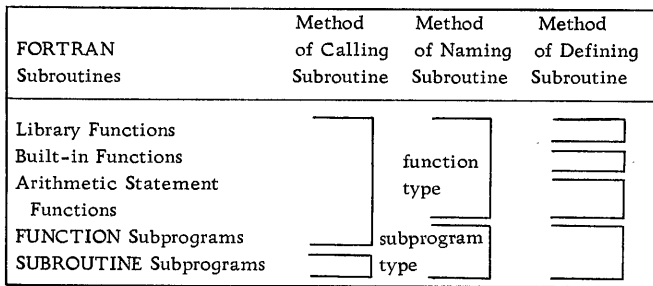 Method Method Method
FORTRAN of Calling of Naming of Defining
Subroutines Subroutine Subroutine Subroutine
Library Functions
Built-in Functions function
Arithmetic Statement type
Functions
FUNCTION Subprograms subprogram
SUBROUTINE Subprograms type